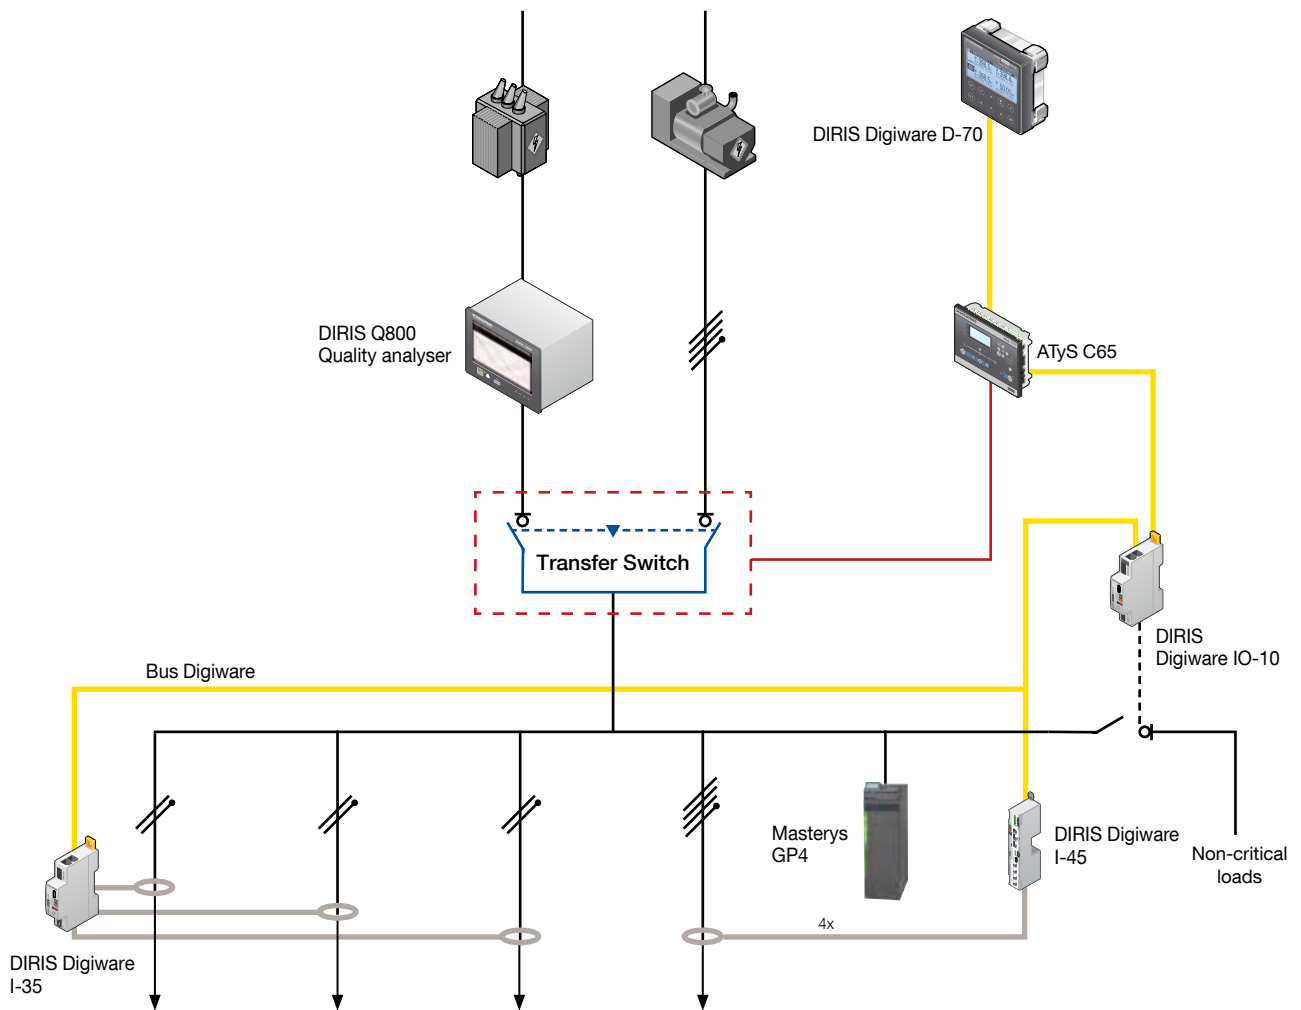 DIRIS Digiware D-70
DIRIS Q800
Quality analyser
ATyS C65
Transfer Switch
DIRIS
Digiware IO-10
Bus Digiware
Masterys
GP4
DIRIS Digiware
I-45
Non-critical
loads
4x
DIRIS Digiware
I-35